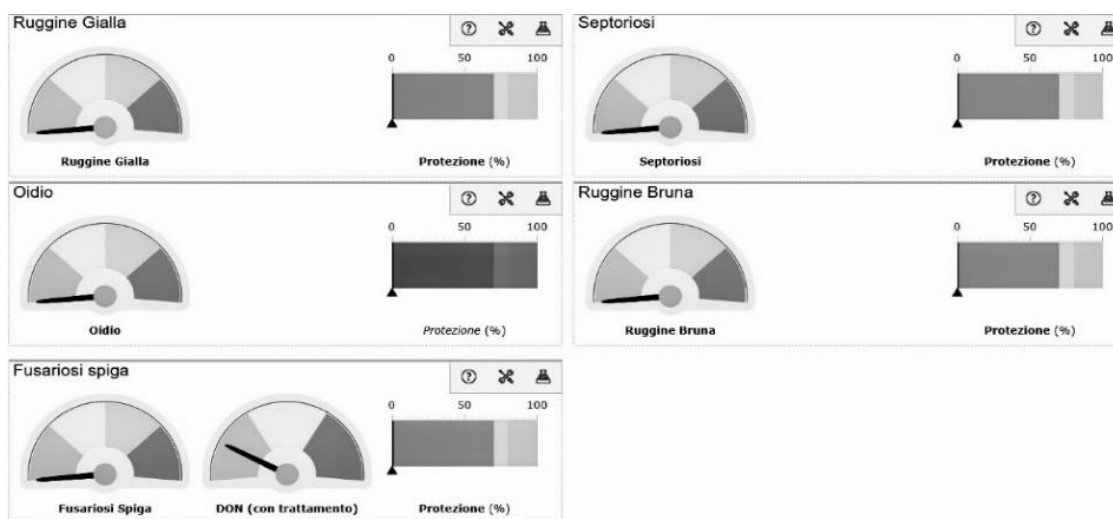 Ruggine Gialla
0 50 100
Ruggine Gialla
Protezione (%)
Septoriosi
0 50 100
Septoriosi
Protezione (%)
Oidio
0 50 100
Oidio
Protezione (%)
Ruggine Bruna
0 50 100
Ruggine Bruna
Protezione (%)
Fusariosi spiga
0 50 100
Fusariosi Spiga
DON (con trattamento)
Protezione (%)